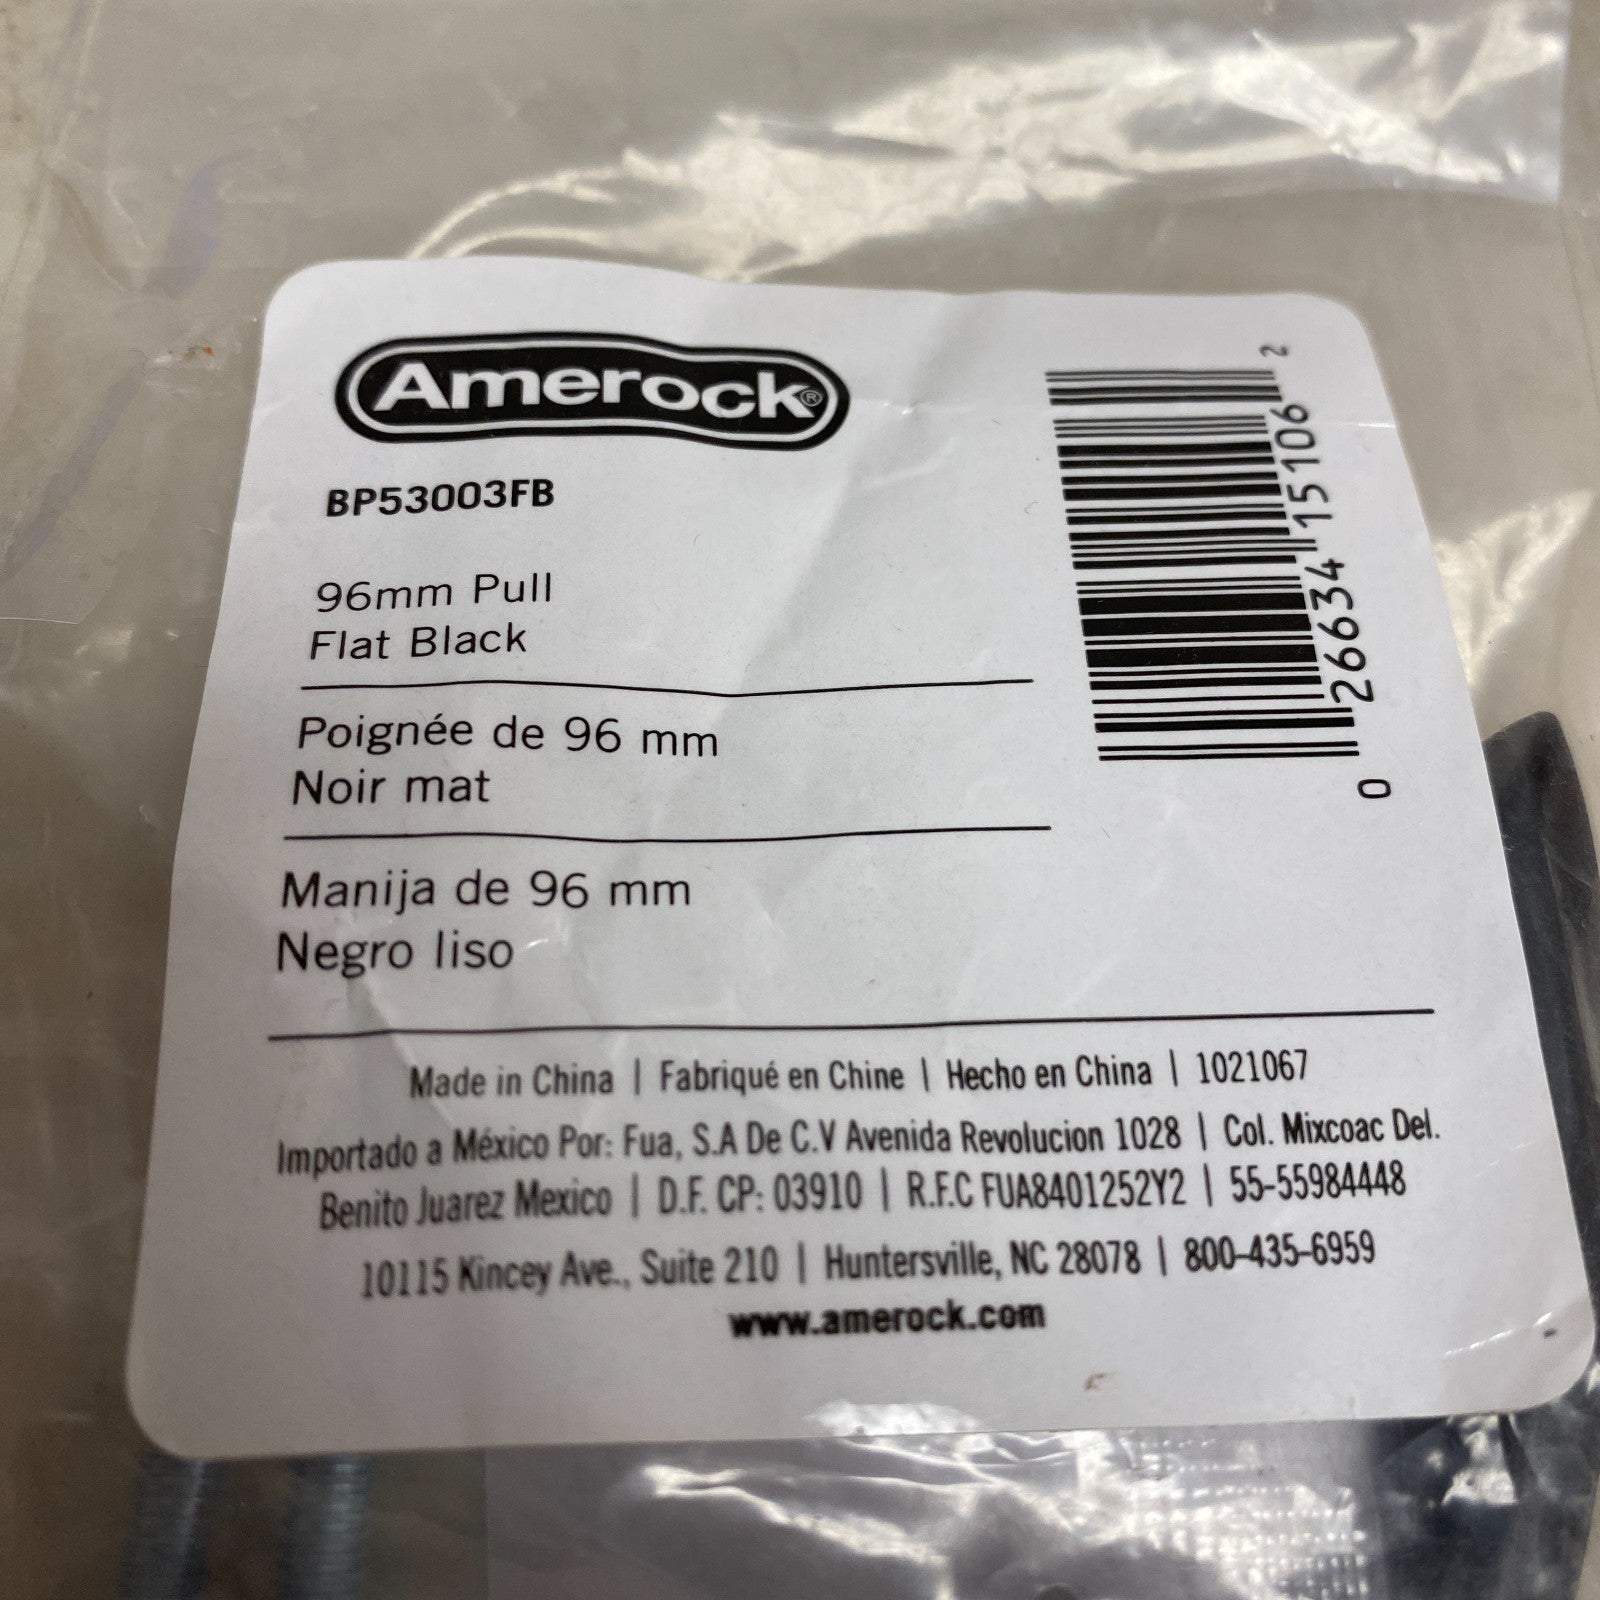 Amerock®
BP53003FB
96mm Pull
Flat Black
Poignée de 96 mm
Noir mat
Manija de 96 mm
Negro liso
0 26634 15106 2
Made in China | Fabriqué en Chine | Hecho en China | 1021067
Importado a México Por: Fua, S.A De C.V Avenida Revolucion 1028 | Col. Mixcoac Del.
Benito Juarez Mexico | D.F. CP: 03910 | R.F.C FUA8401252Y2 | 55-55984448
10115 Kincey Ave., Suite 210 | Huntersville, NC 28078 | 800-435-6959
www.amerock.com